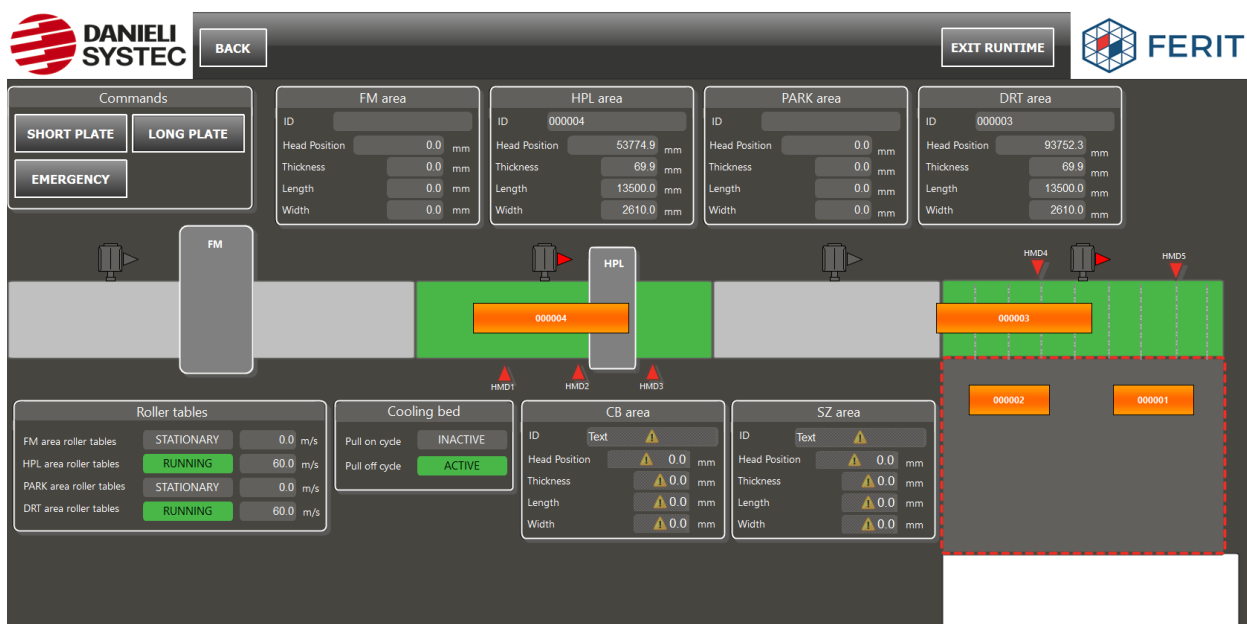 DANIELI
SYSTEC
BACK
EXIT RUNTIME
FERIT
Commands
SHORT PLATE
LONG PLATE
EMERGENCY
FM area
ID
Head Position 0.0 mm
Thickness 0.0 mm
Length 0.0 mm
Width 0.0 mm
HPL area
ID 000004
Head Position 53774.9 mm
Thickness 69.9 mm
Length 13500.0 mm
Width 2610.0 mm
PARK area
ID
Head Position 0.0 mm
Thickness 0.0 mm
Length 0.0 mm
Width 0.0 mm
DRT area
ID 000003
Head Position 93752.3 mm
Thickness 69.9 mm
Length 13500.0 mm
Width 2610.0 mm
FM
HPL
HMD4
HMD5
000004
000003
HMD1
HMD2
HMD3
000002
000001
Roller tables
FM area roller tables STATIONARY 0.0 m/s
HPL area roller tables RUNNING 60.0 m/s
PARK area roller tables STATIONARY 0.0 m/s
DRT area roller tables RUNNING 60.0 m/s
Cooling bed
Pull on cycle INACTIVE
Pull off cycle ACTIVE
CB area
ID Text
Head Position 0.0 mm
Thickness 0.0 mm
Length 0.0 mm
Width 0.0 mm
SZ area
ID Text
Head Position 0.0 mm
Thickness 0.0 mm
Length 0.0 mm
Width 0.0 mm